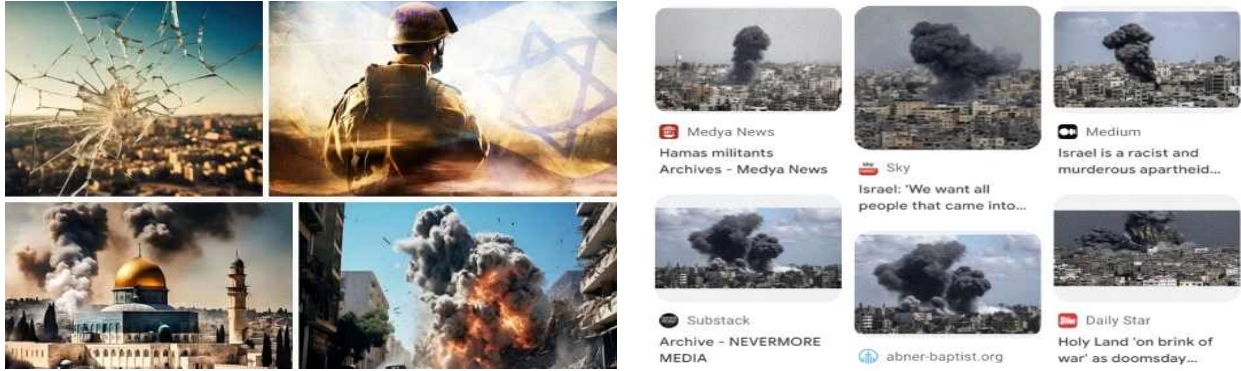 Medya News
Hamas militants
Archives - Medya News
Sky
Israel: 'We want all
people that came into...
Medium
Israel is a racist and
murderous apartheid...
Substack
Archive - NEVERMORE
MEDIA
abner-baptist.org
Daily Star
Holy Land 'on brink of
war' as doomsday...